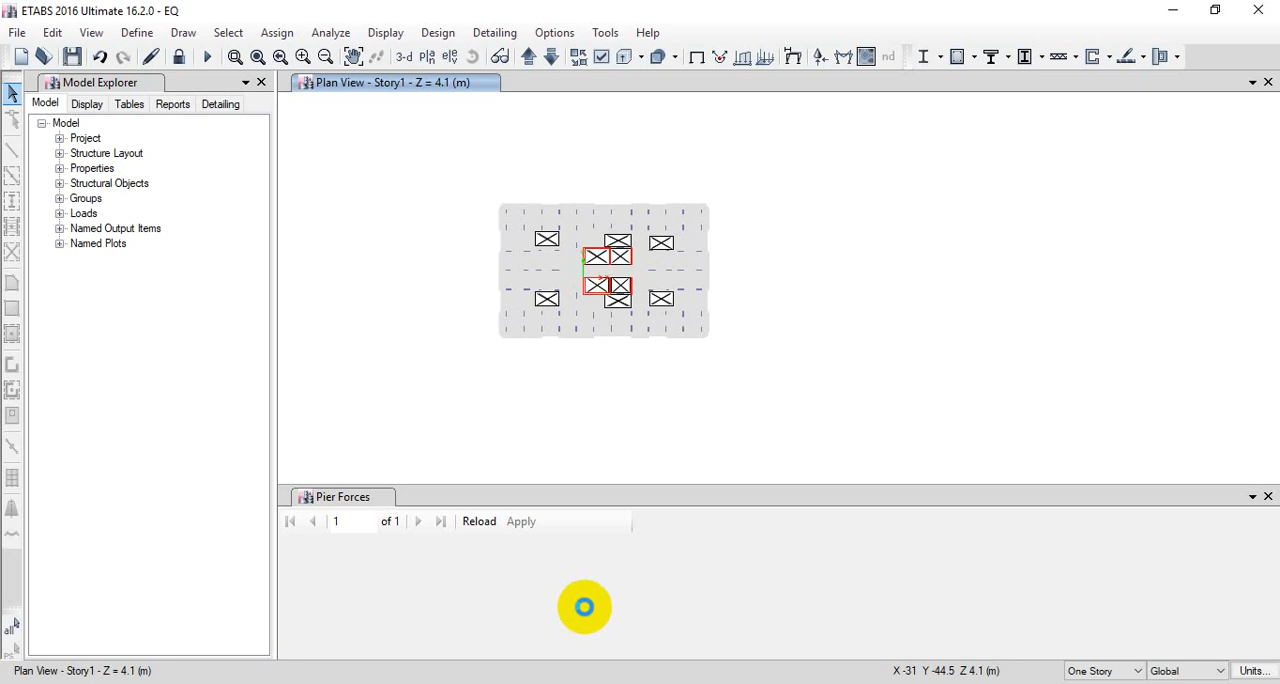 ETABS 2016 Ultimate 16.2.0 - EQ
File Edit View Define Draw Select Assign Analyze Display Design Detailing Options Tools Help
3-d nd
Model Explorer
Plan View - Story1 - Z = 4.1 (m)
Model Display Tables Reports Detailing
Model
Project
Structure Layout
Properties
Structural Objects
Groups
Loads
Named Output Items
Named Plots
Pier Forces
1 of 1 Reload Apply
all
Plan View - Story1 - Z = 4.1 (m) X -31 Y -44.5 Z 4.1 (m) One Story Global Units...